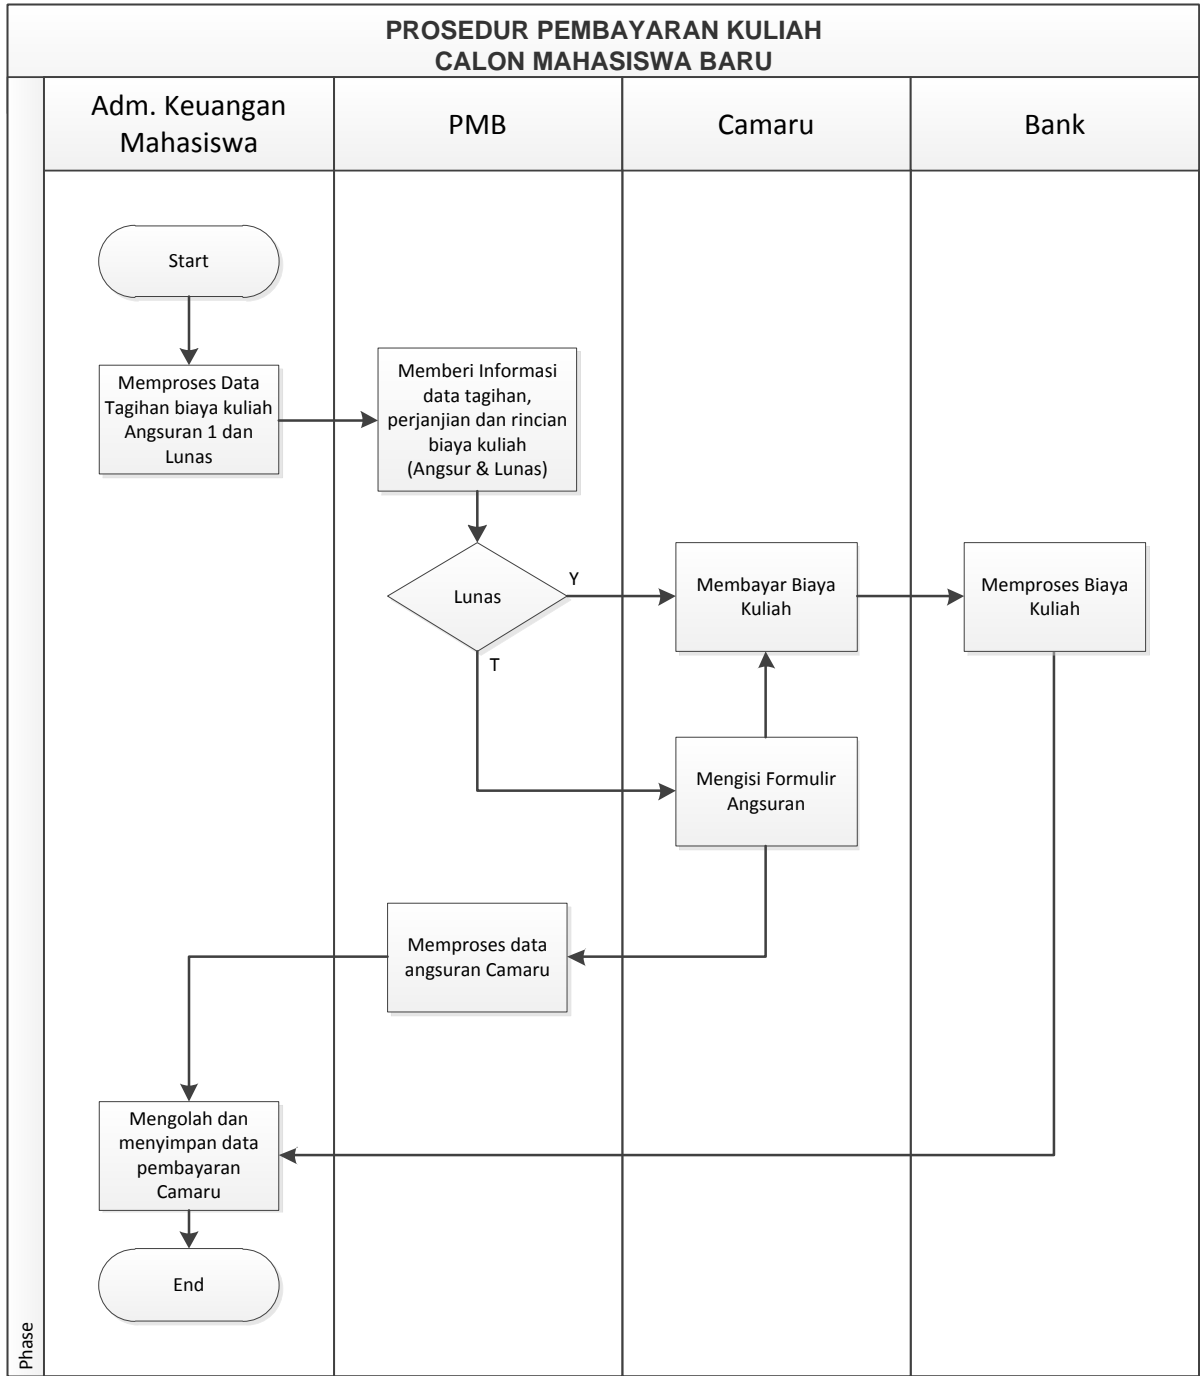 PROSEDUR PEMBAYARAN KULIAH
CALON MAHASISWA BARU
Adm. Keuangan
Mahasiswa
PMB
Camaru
Bank
Start
Memproses Data
Tagihan biaya kuliah
Angsuran 1 dan
Lunas
Memberi Informasi
data tagihan,
perjanjian dan rincian
biaya kuliah
(Angsur & Lunas)
Lunas
Y
T
Membayar Biaya
Kuliah
Memproses Biaya
Kuliah
Mengisi Formulir
Angsuran
Memproses data
angsuran Camaru
Mengolah dan
menyimpan data
pembayaran
Camaru
End
Phase